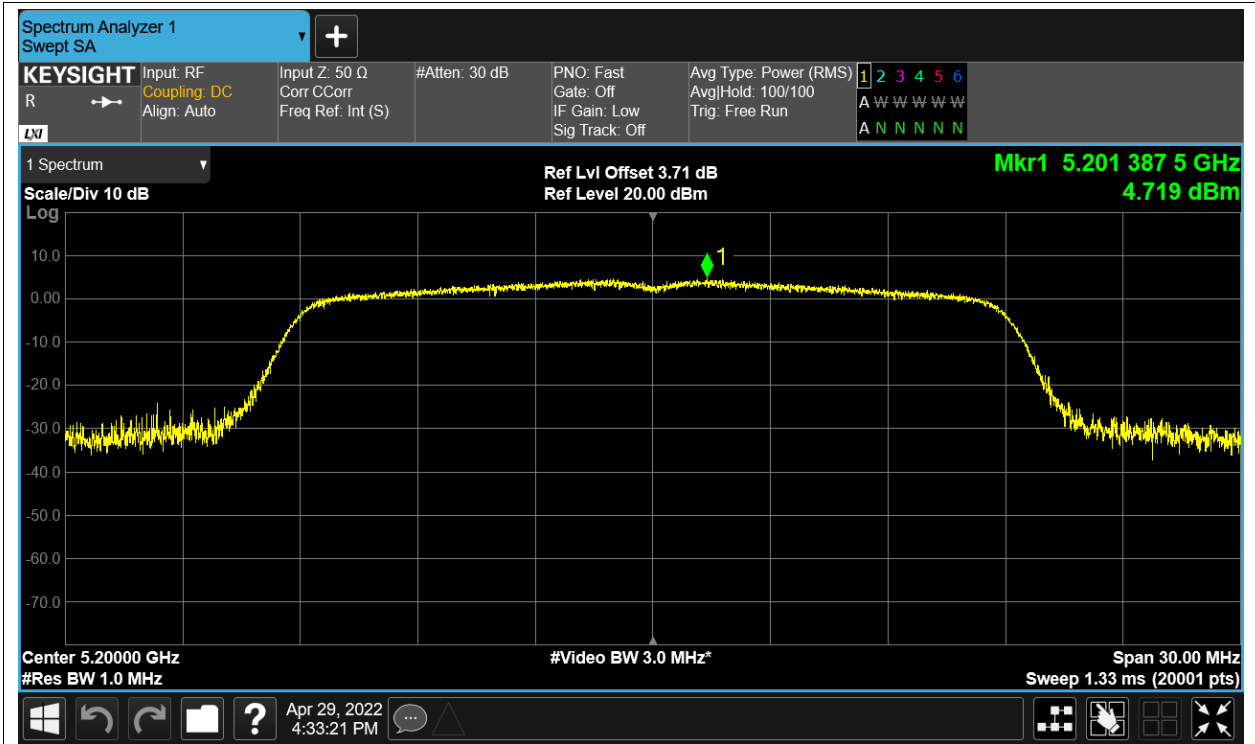 Spectrum Analyzer 1
Swept SA
KEYSIGHT
R
LXI
Input: RF
Coupling: DC
Align: Auto
Input Z: 50 Ω
Corr CCorr
Freq Ref: Int (S)
#Atten: 30 dB
PNO: Fast
Gate: Off
IF Gain: Low
Sig Track: Off
Avg Type: Power (RMS)
Avg|Hold: 100/100
Trig: Free Run
1 2 3 4 5 6
A W W W W W
A N N N N N
1 Spectrum
Scale/Div 10 dB
Log
Ref Lvl Offset 3.71 dB
Ref Level 20.00 dBm
Mkr1 5.201 387 5 GHz
4.719 dBm
1
10.0
0.00
-10.0
-20.0
-30.0
-40.0
-50.0
-60.0
-70.0
Center 5.20000 GHz
#Res BW 1.0 MHz
#Video BW 3.0 MHz*
Span 30.00 MHz
Sweep 1.33 ms (20001 pts)
?
Apr 29, 2022
4:33:21 PM